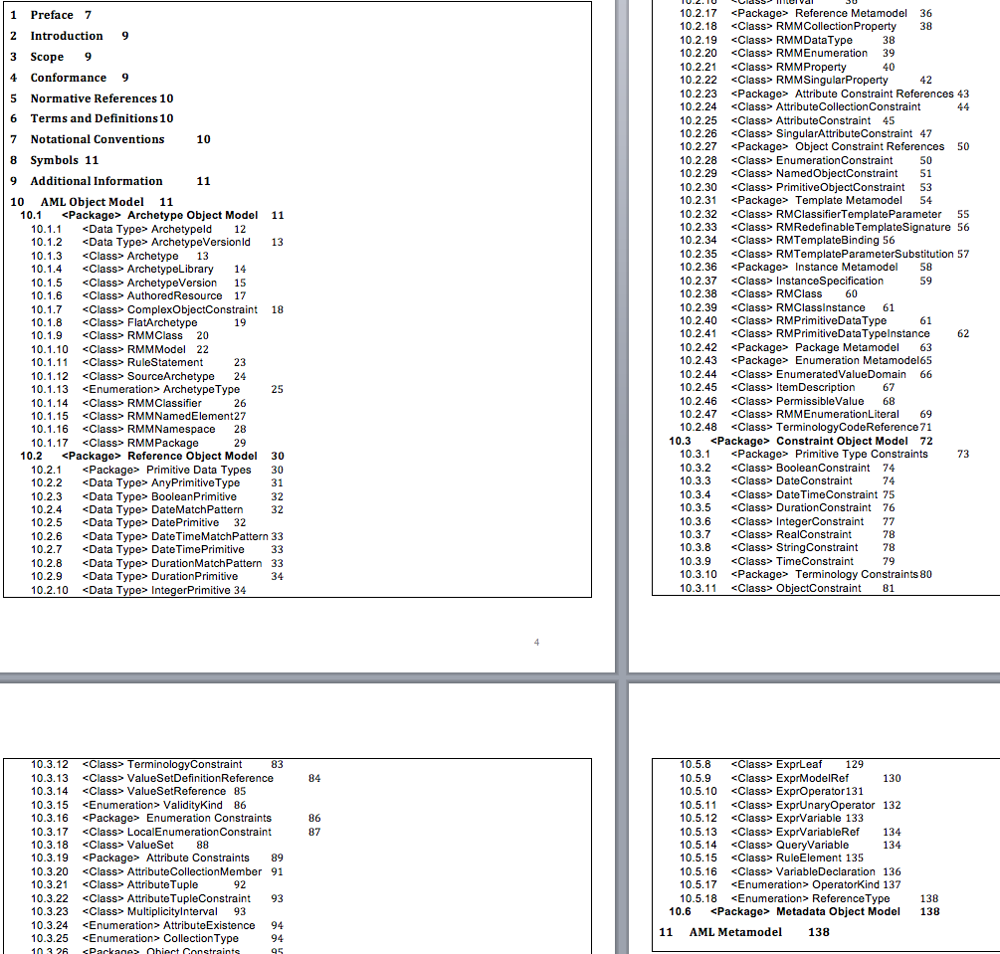 1 Preface 7
2 Introduction 9
3 Scope 9
4 Conformance 9
5 Normative References 10
6 Terms and Definitions 10
7 Notational Conventions 10
8 Symbols 11
9 Additional Information 11
10 AML Object Model 11
10.1 <Package> Archetype Object Model 11
10.1.1 <Data Type> ArchetypeId 12
10.1.2 <Data Type> ArchetypeVersionId 13
10.1.3 <Class> Archetype 13
10.1.4 <Class> ArchetypeLibrary 14
10.1.5 <Class> ArchetypeVersion 15
10.1.6 <Class> AuthoredResource 17
10.1.7 <Class> ComplexObjectConstraint 18
10.1.8 <Class> FlatArchetype 19
10.1.9 <Class> RMMClass 20
10.1.10 <Class> RMMModel 22
10.1.11 <Class> RuleStatement 23
10.1.12 <Class> SourceArchetype 24
10.1.13 <Enumeration> ArchetypeType 25
10.1.14 <Class> RMMClassifier 26
10.1.15 <Class> RMMNamedElement27
10.1.16 <Class> RMMNamespace 28
10.1.17 <Class> RMMPackage 29
10.2 <Package> Reference Object Model 30
10.2.1 <Package> Primitive Data Types 30
10.2.2 <Data Type> AnyPrimitiveType 31
10.2.3 <Data Type> BooleanPrimitive 32
10.2.4 <Data Type> DateMatchPattern 32
10.2.5 <Data Type> DatePrimitive 32
10.2.6 <Data Type> DateTimeMatchPattern 33
10.2.7 <Data Type> DateTimePrimitive 33
10.2.8 <Data Type> DurationMatchPattern 33
10.2.9 <Data Type> DurationPrimitive 34
10.2.10 <Data Type> IntegerPrimitive 34
4
10.2.16 <Class> Interval 36
10.2.17 <Package> Reference Metamodel 36
10.2.18 <Class> RMMCollectionProperty 38
10.2.19 <Class> RMMDataType 38
10.2.20 <Class> RMMEnumeration 39
10.2.21 <Class> RMMProperty 40
10.2.22 <Class> RMMSingularProperty 42
10.2.23 <Package> Attribute Constraint References 43
10.2.24 <Class> AttributeCollectionConstraint 44
10.2.25 <Class> AttributeConstraint 45
10.2.26 <Class> SingularAttributeConstraint 47
10.2.27 <Package> Object Constraint References 50
10.2.28 <Class> EnumerationConstraint 50
10.2.29 <Class> NamedObjectConstraint 51
10.2.30 <Class> PrimitiveObjectConstraint 53
10.2.31 <Package> Template Metamodel 54
10.2.32 <Class> RMClassifierTemplateParameter 55
10.2.33 <Class> RMRedefinableTemplateSignature 56
10.2.34 <Class> RMTemplateBinding 56
10.2.35 <Class> RMTemplateParameterSubstitution 57
10.2.36 <Package> Instance Metamodel 58
10.2.37 <Class> InstanceSpecification 59
10.2.38 <Class> RMClass 60
10.2.39 <Class> RMClassInstance 61
10.2.40 <Class> RMPrimitiveDataType 61
10.2.41 <Class> RMPrimitiveDataTypeInstance 62
10.2.42 <Package> Package Metamodel 63
10.2.43 <Package> Enumeration Metamodel65
10.2.44 <Class> EnumeratedValueDomain 66
10.2.45 <Class> ItemDescription 67
10.2.46 <Class> PermissibleValue 68
10.2.47 <Class> RMMEnumerationLiteral 69
10.2.48 <Class> TerminologyCodeReference71
10.3 <Package> Constraint Object Model 72
10.3.1 <Package> Primitive Type Constraints 73
10.3.2 <Class> BooleanConstraint 74
10.3.3 <Class> DateConstraint 74
10.3.4 <Class> DateTimeConstraint 75
10.3.5 <Class> DurationConstraint 76
10.3.6 <Class> IntegerConstraint 77
10.3.7 <Class> RealConstraint 78
10.3.8 <Class> StringConstraint 78
10.3.9 <Class> TimeConstraint 79
10.3.10 <Package> Terminology Constraints80
10.3.11 <Class> ObjectConstraint 81
10.3.12 <Class> TerminologyConstraint 83
10.3.13 <Class> ValueSetDefinitionReference 84
10.3.14 <Class> ValueSetReference 85
10.3.15 <Enumeration> ValidityKind 86
10.3.16 <Package> Enumeration Constraints 86
10.3.17 <Class> LocalEnumerationConstraint 87
10.3.18 <Class> ValueSet 88
10.3.19 <Package> Attribute Constraints 89
10.3.20 <Class> AttributeCollectionMember 91
10.3.21 <Class> AttributeTuple 92
10.3.22 <Class> AttributeTupleConstraint 93
10.3.23 <Class> MultiplicityInterval 93
10.3.24 <Enumeration> AttributeExistence 94
10.3.25 <Enumeration> CollectionType 94
10.3.26 <Package> Object Constraints 95
10.5.8 <Class> ExprLeaf 129
10.5.9 <Class> ExprModelRef 130
10.5.10 <Class> ExprOperator131
10.5.11 <Class> ExprUnaryOperator 132
10.5.12 <Class> ExprVariable 133
10.5.13 <Class> ExprVariableRef 134
10.5.14 <Class> QueryVariable 134
10.5.15 <Class> RuleElement 135
10.5.16 <Class> VariableDeclaration 136
10.5.17 <Enumeration> OperatorKind 137
10.5.18 <Enumeration> ReferenceType 138
10.6 <Package> Metadata Object Model 138
11 AML Metamodel 138